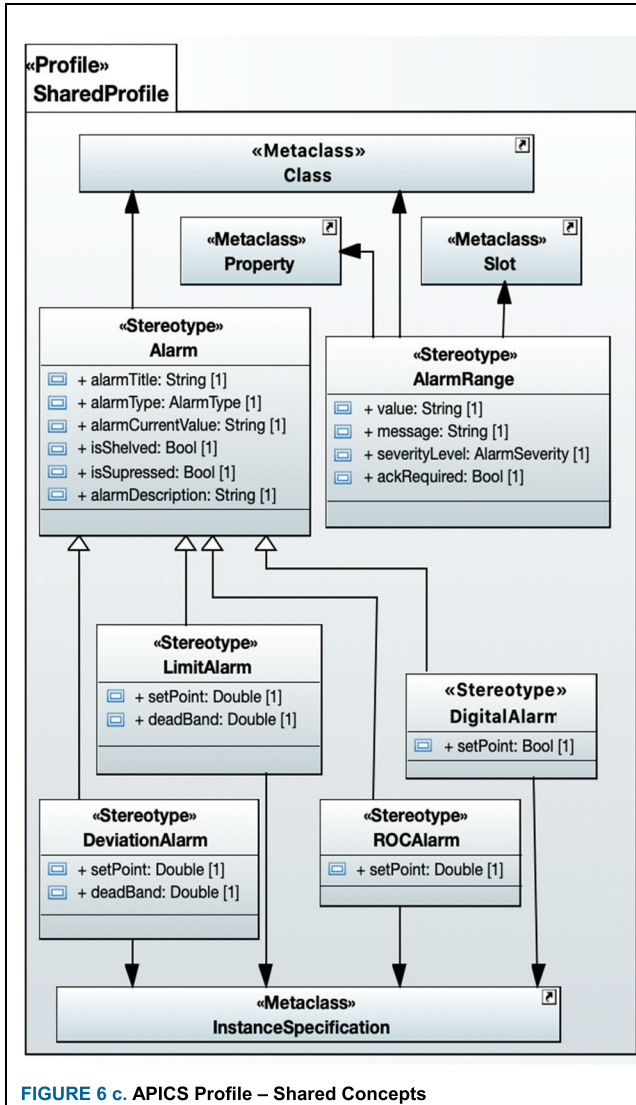 «Profile»
SharedProfile
«Metaclass»
Class
«Metaclass»
Property
«Metaclass»
Slot
«Stereotype»
Alarm
+ alarmTitle: String [1]
+ alarmType: AlarmType [1]
+ alarmCurrentValue: String [1]
+ isShelved: Bool [1]
+ isSupressed: Bool [1]
+ alarmDescription: String [1]
«Stereotype»
AlarmRange
+ value: String [1]
+ message: String [1]
+ severityLevel: AlarmSeverity [1]
+ ackRequired: Bool [1]
«Stereotype»
LimitAlarm
+ setPoint: Double [1]
+ deadBand: Double [1]
«Stereotype»
DigitalAlarm
+ setPoint: Bool [1]
«Stereotype»
DeviationAlarm
+ setPoint: Double [1]
+ deadBand: Double [1]
«Stereotype»
ROCAlarm
+ setPoint: Double [1]
«Metaclass»
InstanceSpecification
FIGURE 6 c. APICS Profile – Shared Concepts